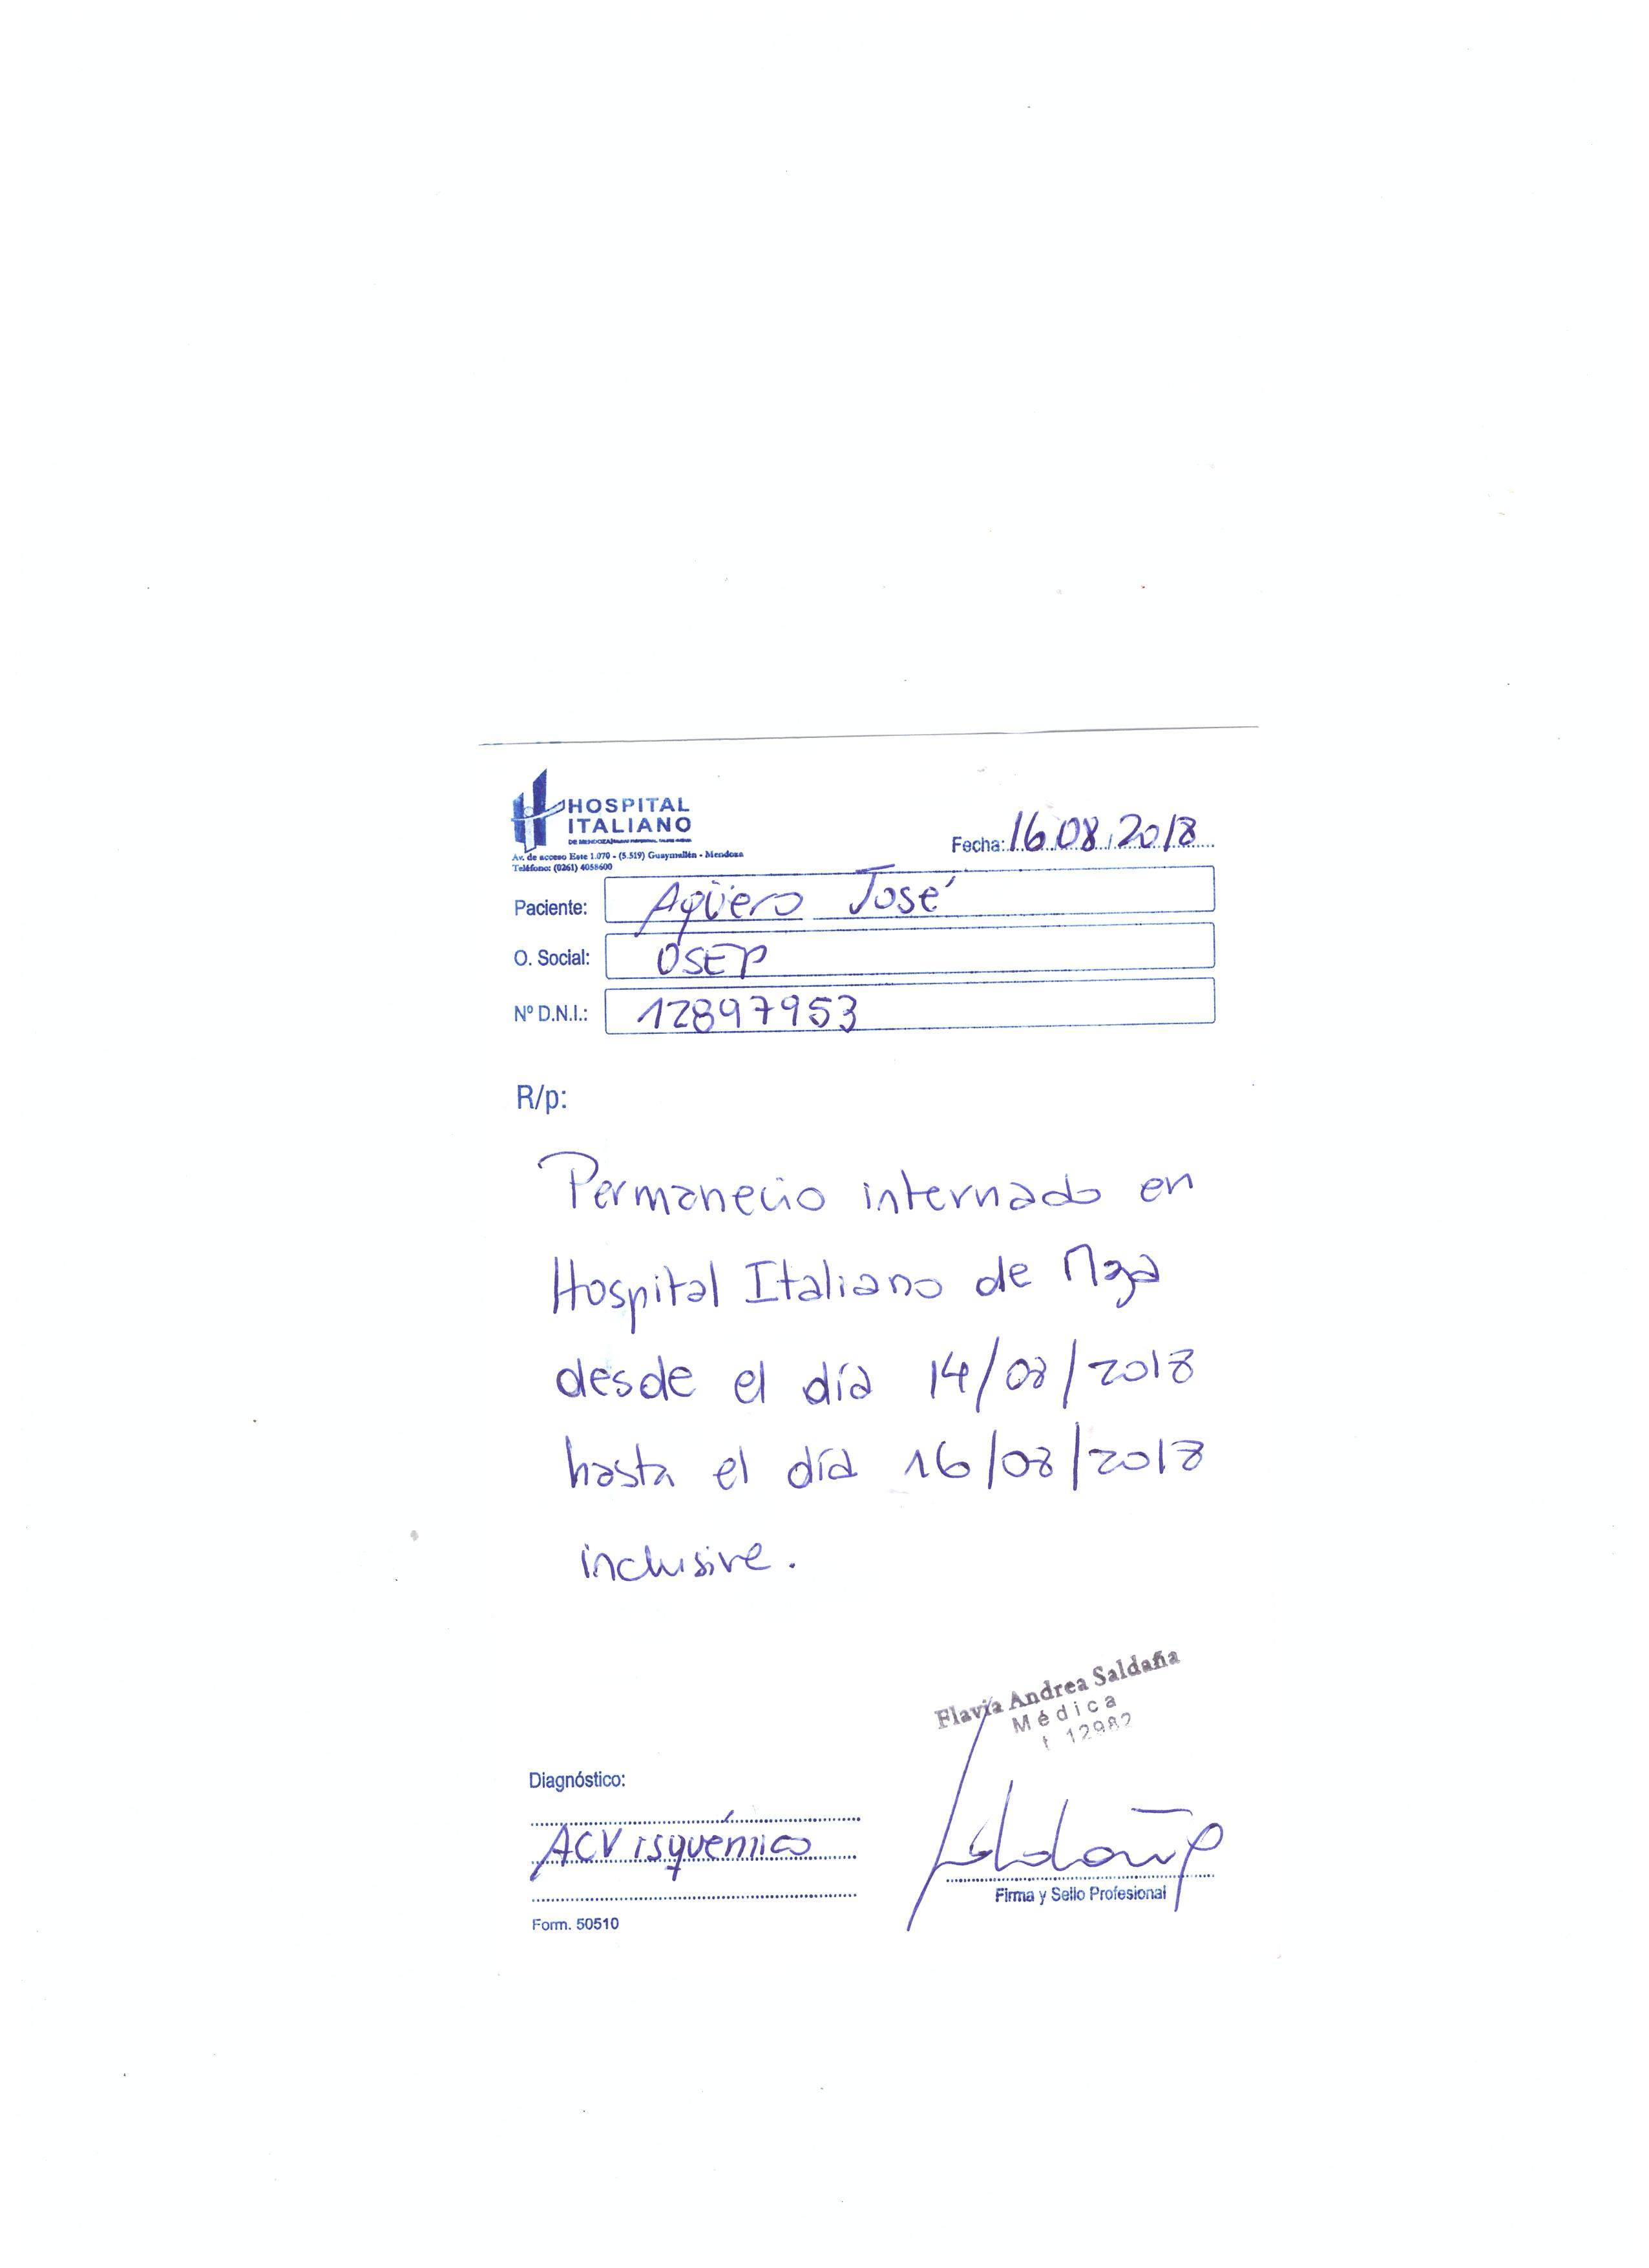 HOSPITAL
ITALIANO
Av. de acceso Este 1.070 - (5.519) Guaymallén - Mendoza
Teléfono: (0261) 4058600
Fecha: 16 08 2018
Paciente: Agüero José
O. Social: OSEP
Nº D.N.I.: 12897953
R/p:
Permanecio internado en
Hospital Italiano de Mza
desde el día 14/08/2018
hasta el día 16/08/2018
inclusive.
Flavia Andrea Saldaña
Médica
t 12982
Diagnóstico:
ACV isquémico
Firma y Sello Profesional
Form. 50510